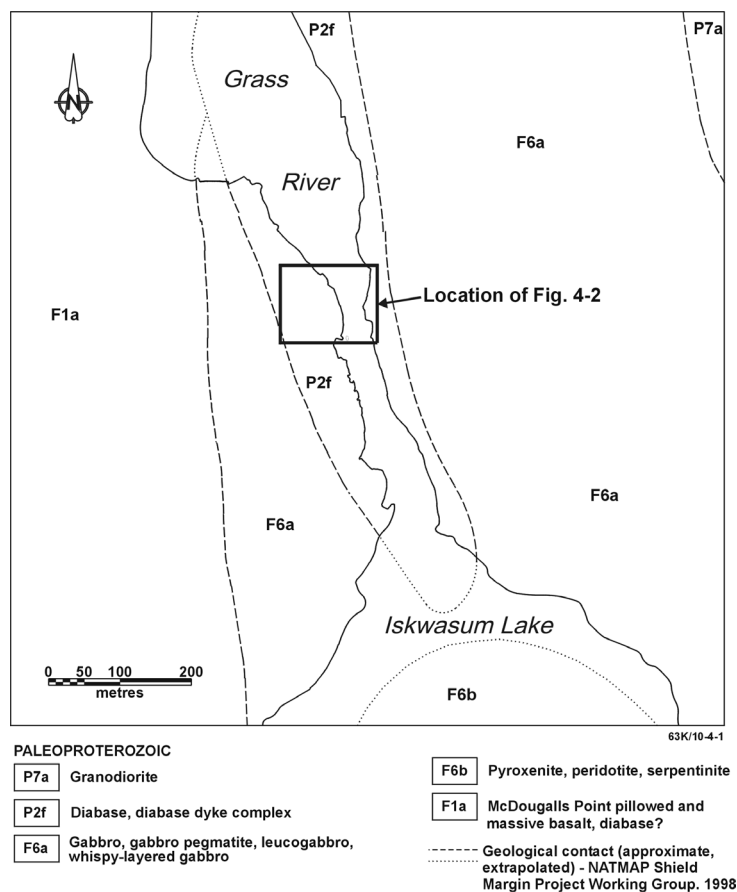 P2f
P7a
Grass
N
F6a
River
Location of Fig. 4-2
F1a
P2f
F6a
F6a
Iskwasum Lake
0 50 100 200
metres
F6b
63K/10-4-1
PALEOPROTEROZOIC
P7a Granodiorite
P2f Diabase, diabase dyke complex
F6a Gabbro, gabbro pegmatite, leucogabbro,
whispy-layered gabbro
F6b Pyroxenite, peridotite, serpentinite
F1a McDougalls Point pillowed and
massive basalt, diabase?
Geological contact (approximate,
extrapolated) - NATMAP Shield
Margin Project Working Group. 1998